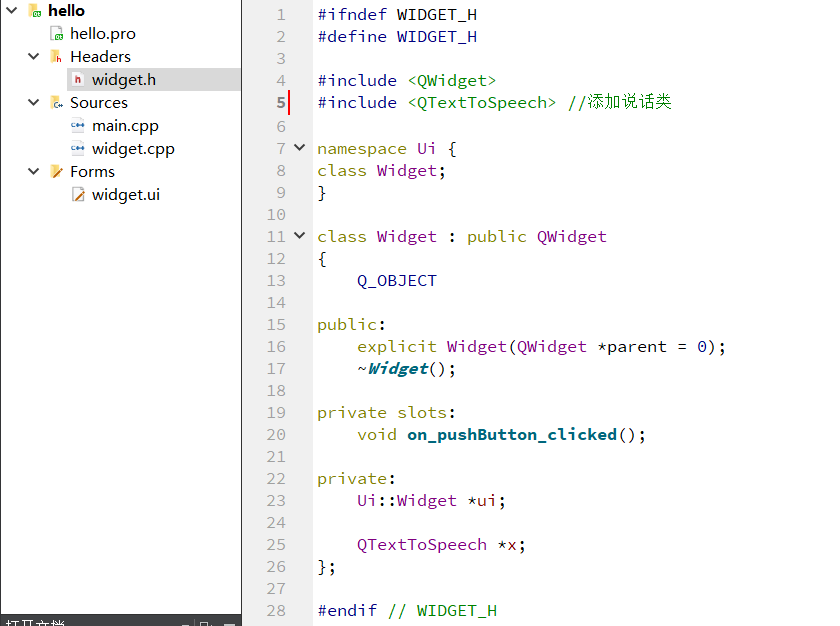 hello
hello.pro
Headers
widget.h
Sources
main.cpp
widget.cpp
Forms
widget.ui
打开文档
1 #ifndef WIDGET_H
2 #define WIDGET_H
3
4 #include <QWidget>
5 #include <QTextToSpeech> //添加说话类
6
7 namespace Ui {
8 class Widget;
9 }
10
11 class Widget : public QWidget
12 {
13     Q_OBJECT
14
15 public:
16     explicit Widget(QWidget *parent = 0);
17     ~Widget();
18
19 private slots:
20     void on_pushButton_clicked();
21
22 private:
23     Ui::Widget *ui;
24
25     QTextToSpeech *x;
26 };
27
28 #endif // WIDGET_H